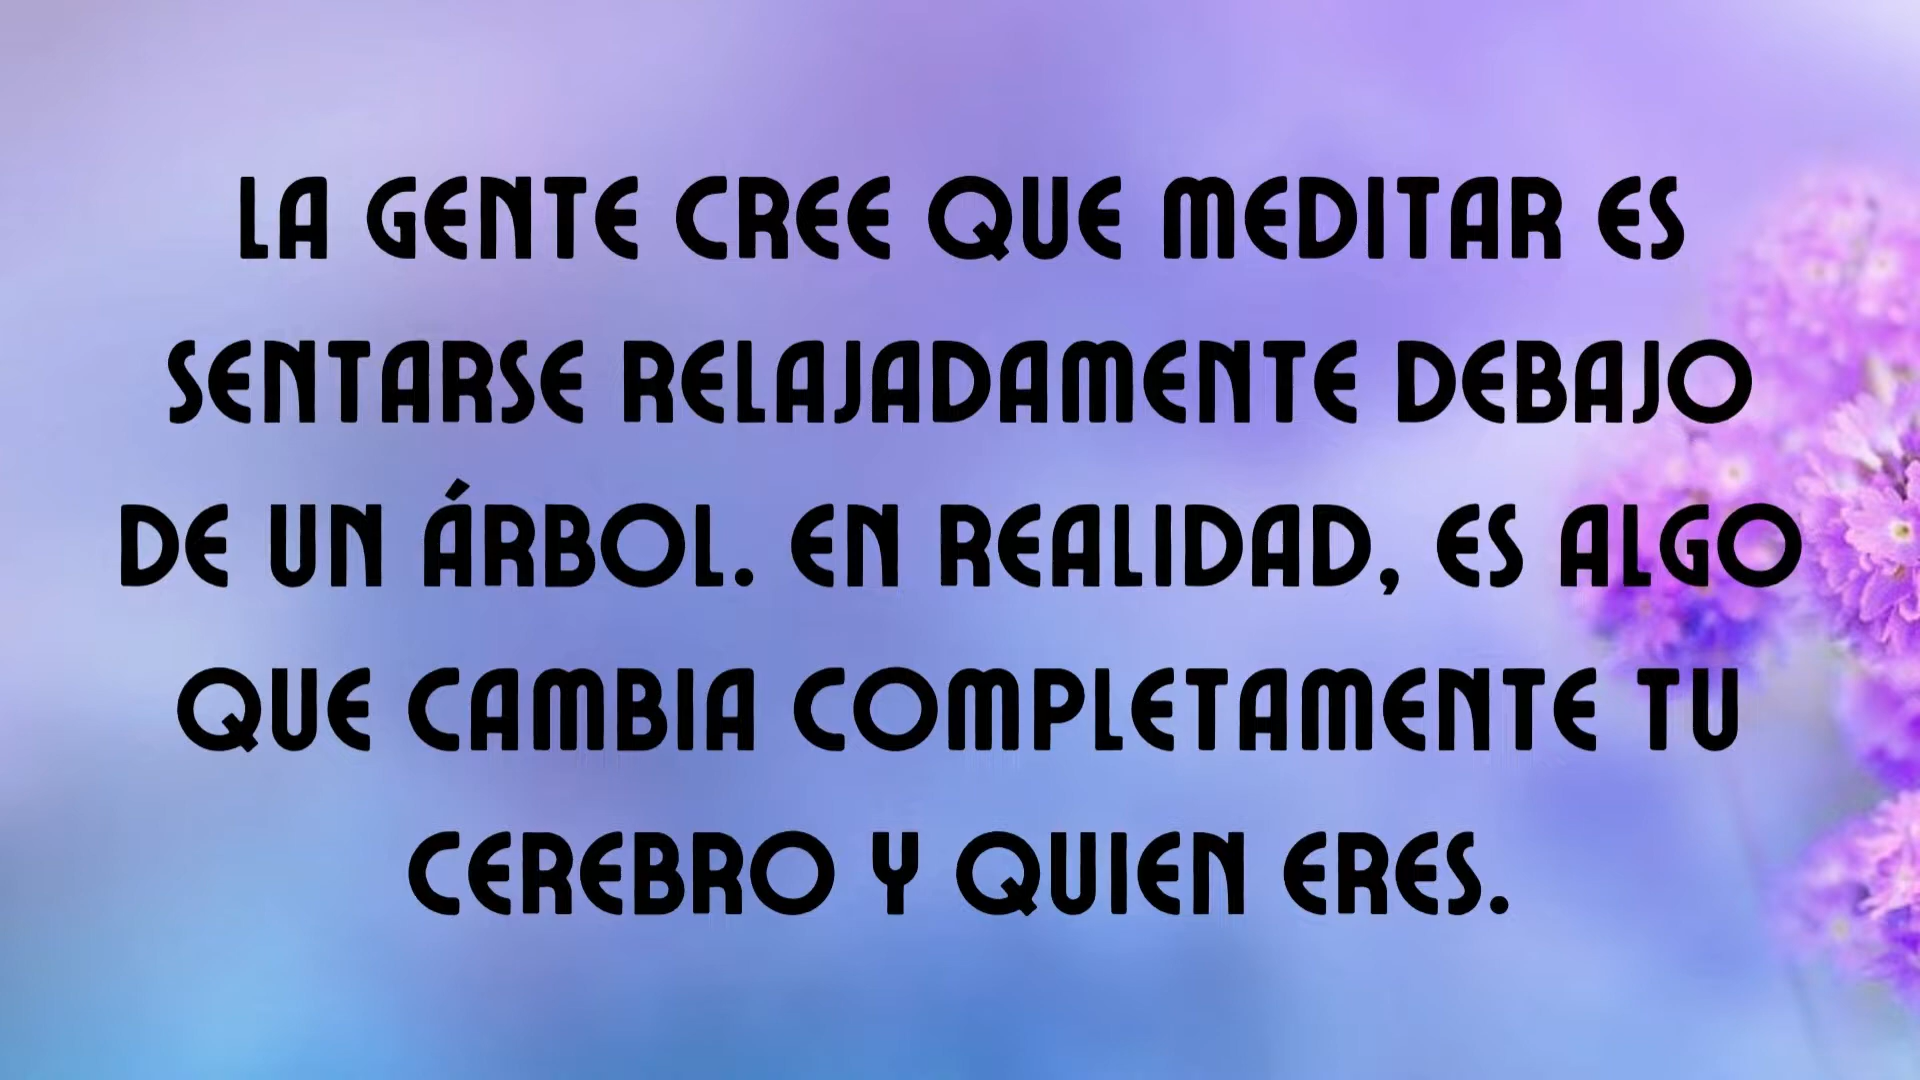 LA GENTE CREE QUE MEDITAR ES
SENTARSE RELAJADAMENTE DEBAJO
DE UN ÁRBOL. EN REALIDAD, ES ALGO
QUE CAMBIA COMPLETAMENTE TU
CEREBRO Y QUIEN ERES.